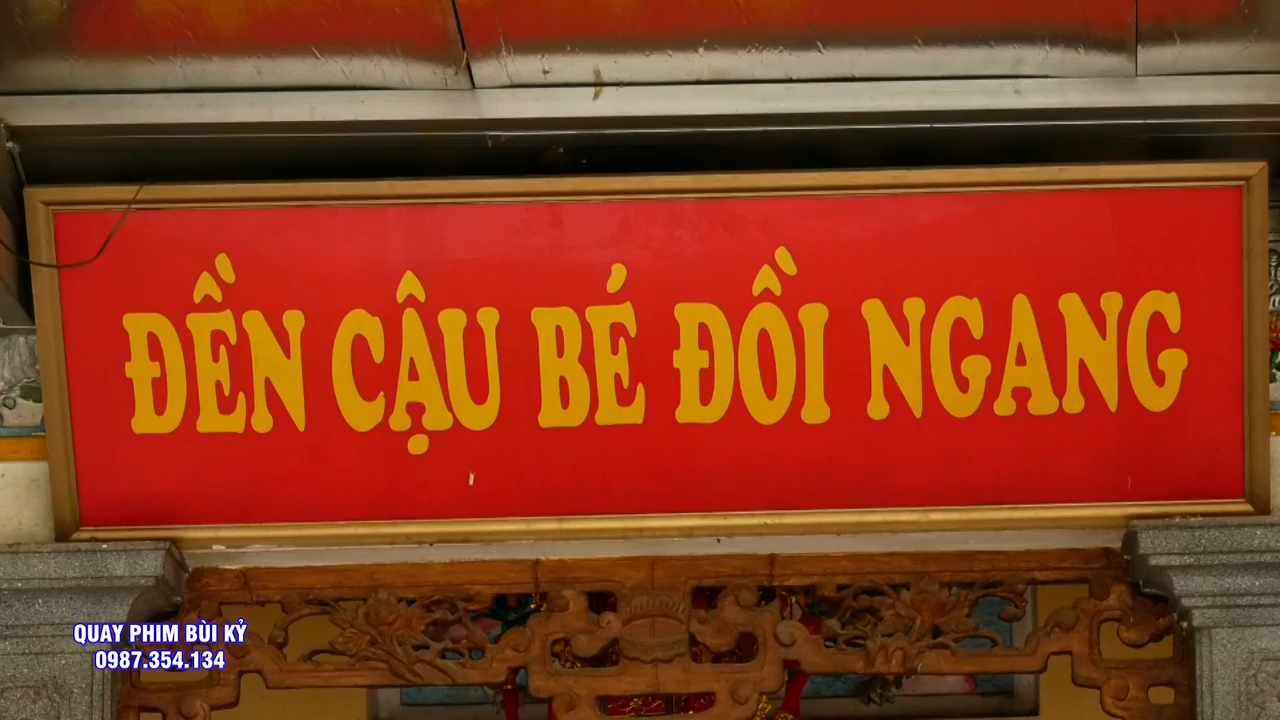 ĐỀN CẬU BÉ ĐỒI NGANG
QUAY PHIM BÙI KỶ
0987.354.134